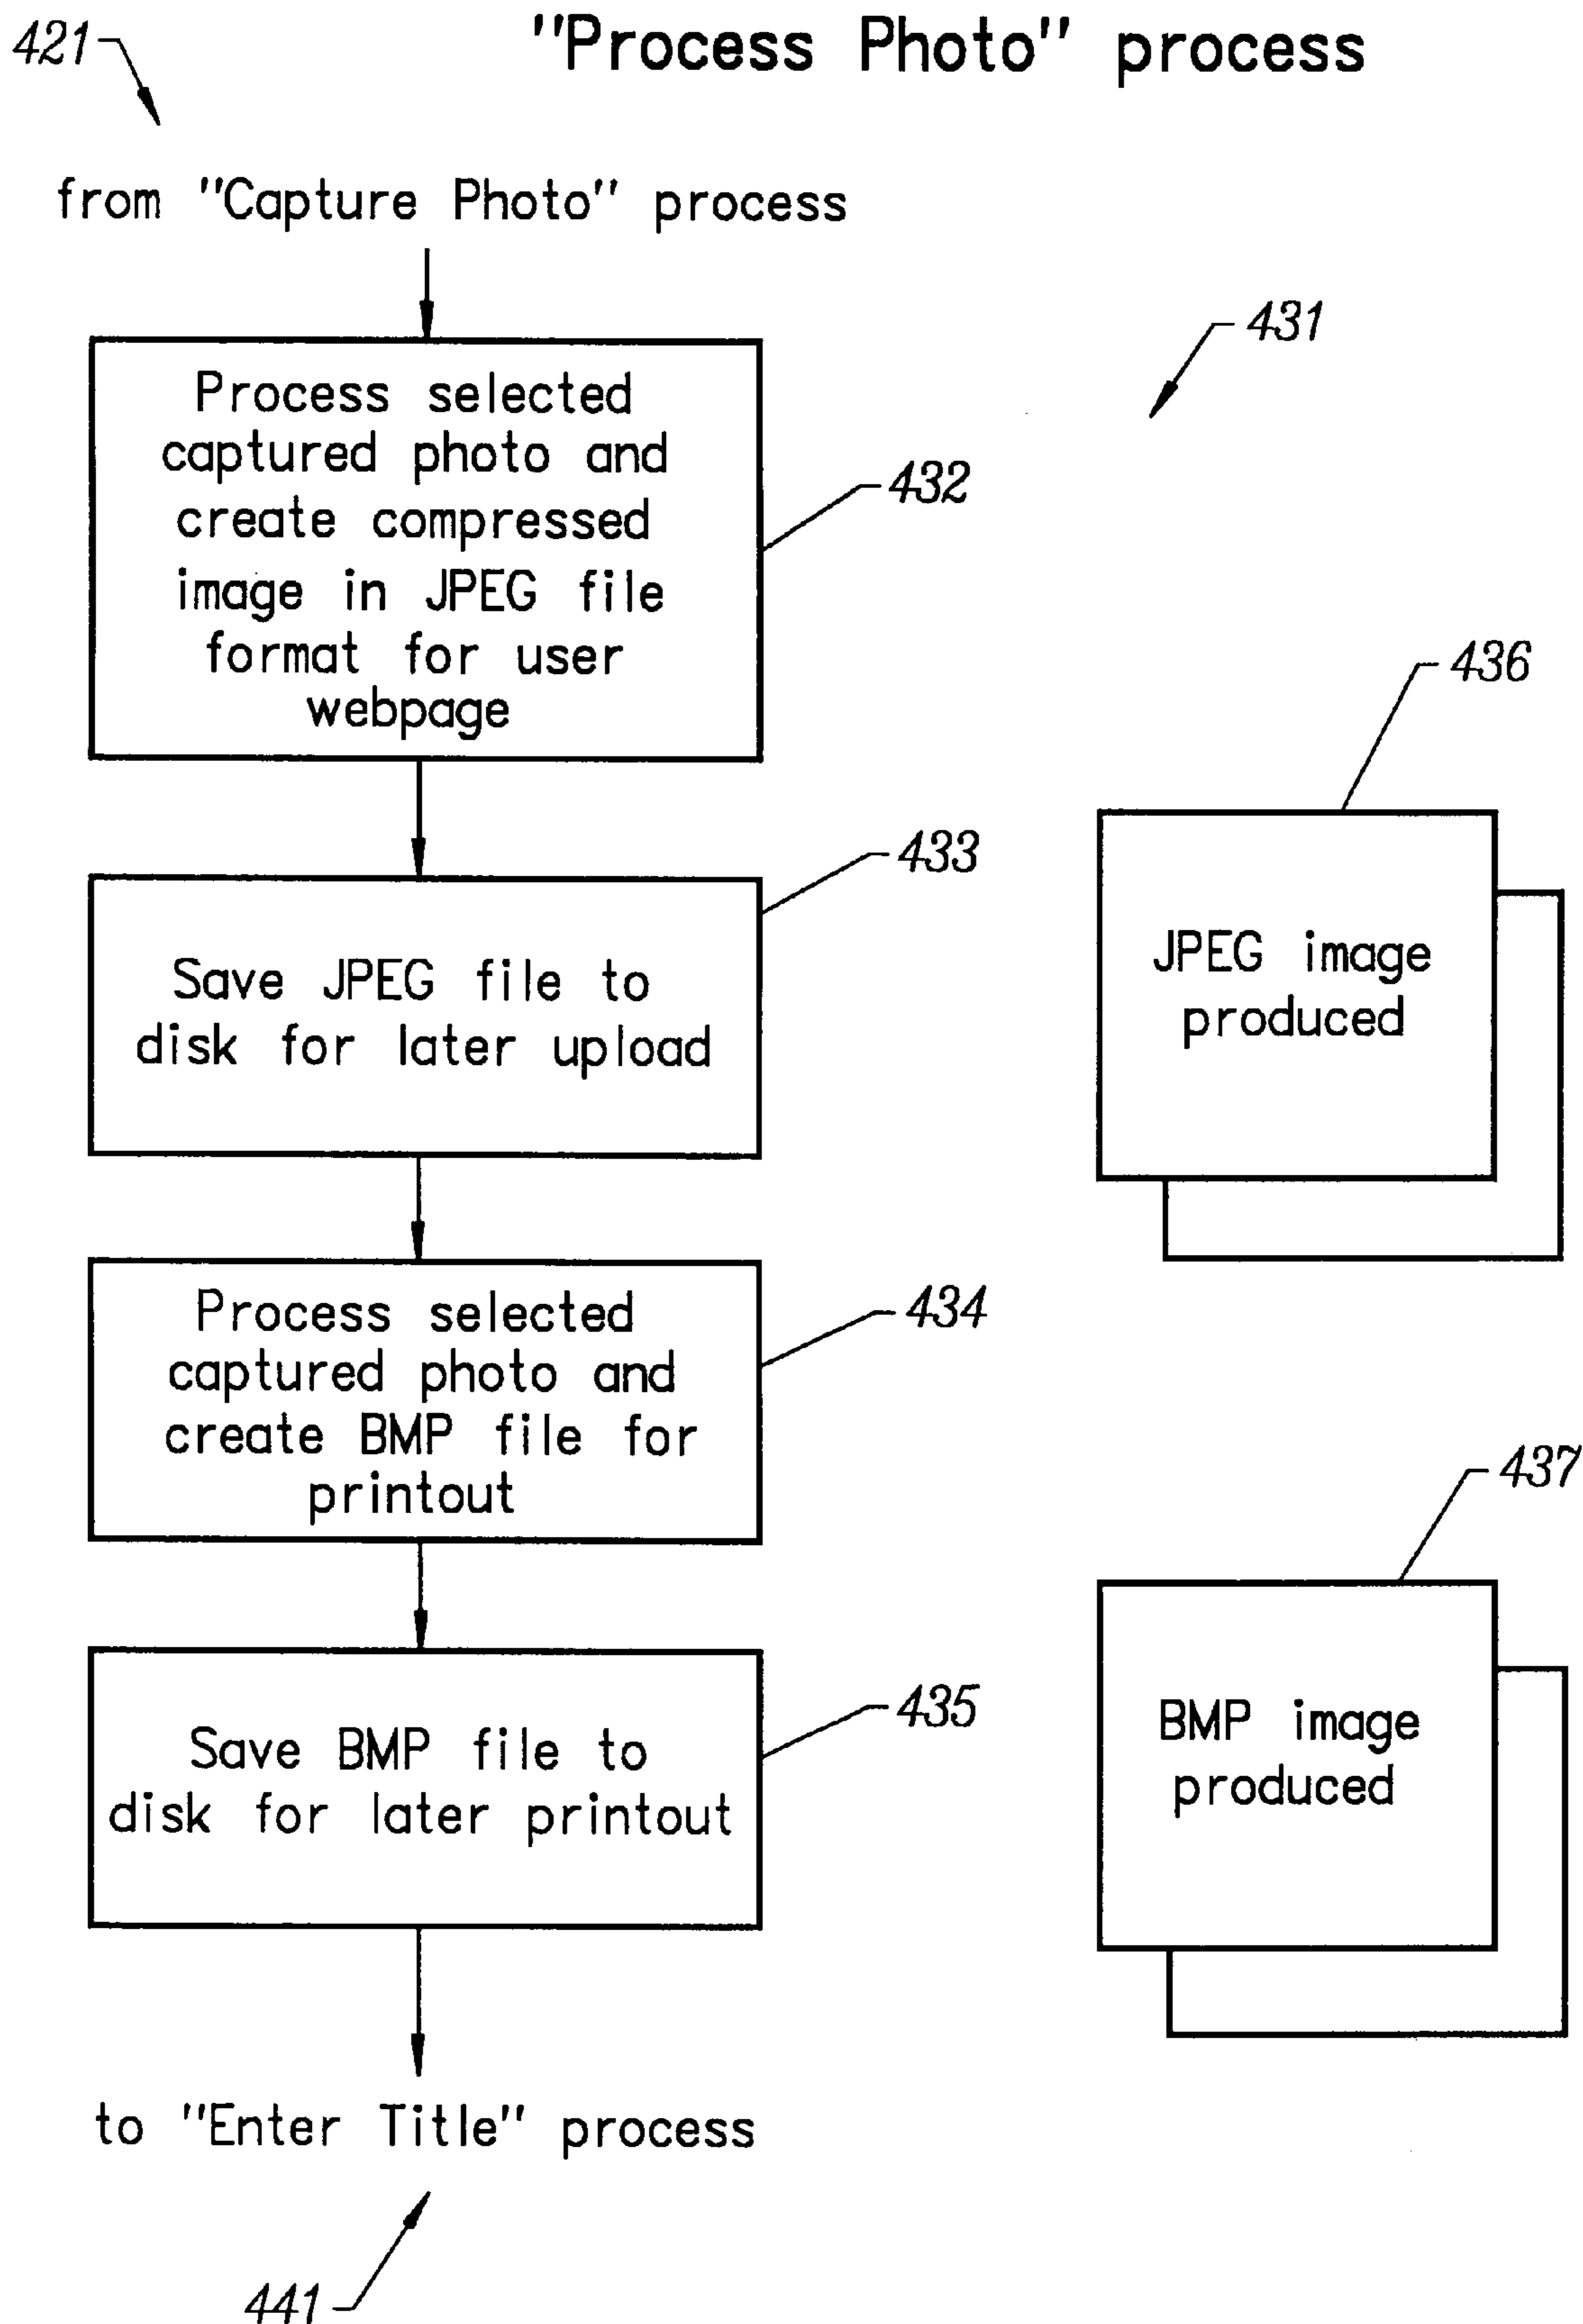 "Process Photo" process
421
from "Capture Photo" process
431
Process selected
captured photo and
create compressed
image in JPEG file
format for user
webpage
432
433
Save JPEG file to
disk for later upload
436
JPEG image
produced
434
Process selected
captured photo and
create BMP file for
printout
437
435
Save BMP file to
disk for later printout
BMP image
produced
to "Enter Title" process
441